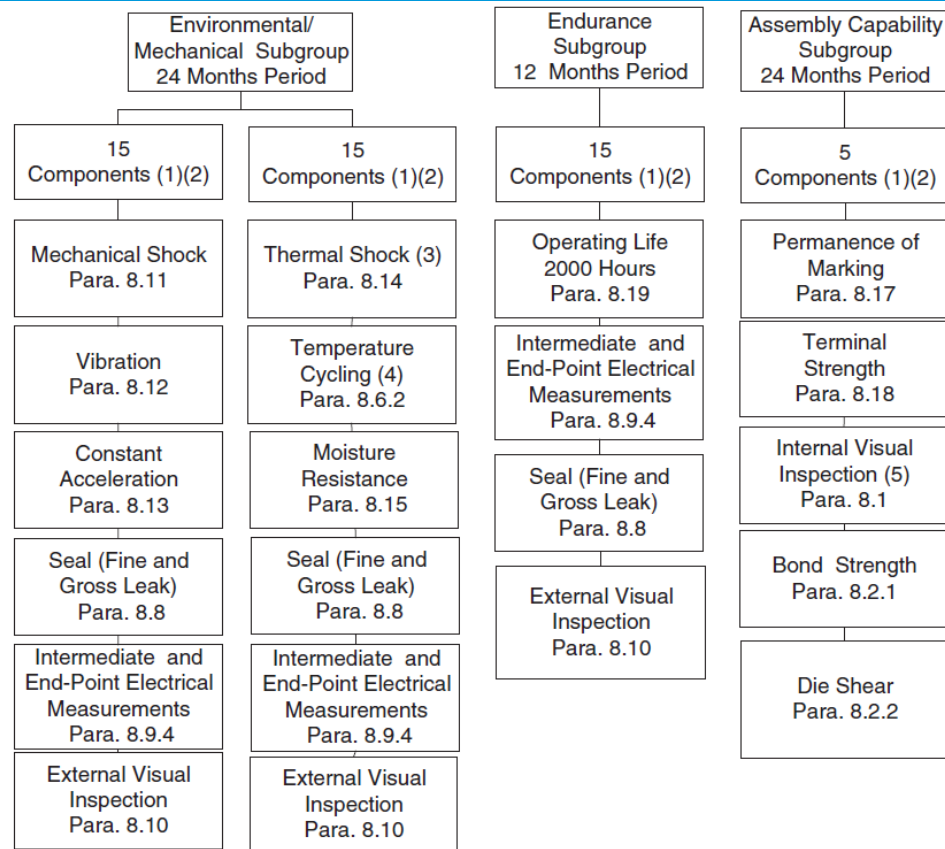 Environmental/
Mechanical Subgroup
24 Months Period
15
Components (1)(2)
Mechanical Shock
Para. 8.11
Vibration
Para. 8.12
Constant
Acceleration
Para. 8.13
Seal (Fine and
Gross Leak)
Para. 8.8
Intermediate and
End-Point Electrical
Measurements
Para. 8.9.4
External Visual
Inspection
Para. 8.10
15
Components (1)(2)
Thermal Shock (3)
Para. 8.14
Temperature
Cycling (4)
Para. 8.6.2
Moisture
Resistance
Para. 8.15
Seal (Fine and
Gross Leak)
Para. 8.8
Intermediate and
End-Point Electrical
Measurements
Para. 8.9.4
External Visual
Inspection
Para. 8.10
Endurance
Subgroup
12 Months Period
15
Components (1)(2)
Operating Life
2000 Hours
Para. 8.19
Intermediate and
End-Point Electrical
Measurements
Para. 8.9.4
Seal (Fine and
Gross Leak)
Para. 8.8
External Visual
Inspection
Para. 8.10
Assembly Capability
Subgroup
24 Months Period
5
Components (1)(2)
Permanence of
Marking
Para. 8.17
Terminal
Strength
Para. 8.18
Internal Visual
Inspection (5)
Para. 8.1
Bond Strength
Para. 8.2.1
Die Shear
Para. 8.2.2